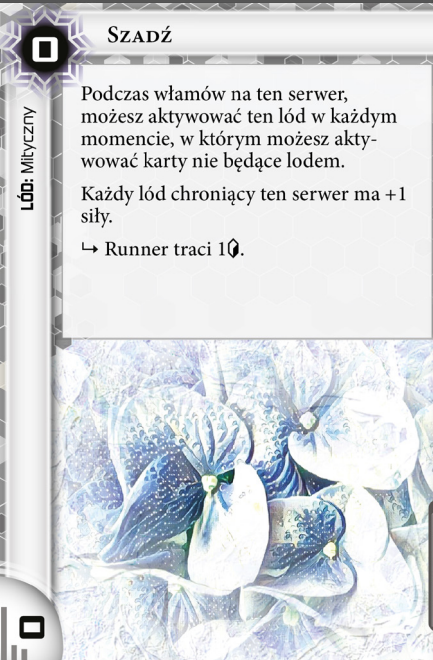 0
Szadź
LÓD: Mityczny
Podczas włamów na ten serwer,
możesz aktywować ten lód w każdym
momencie, w którym możesz akty-
wować karty nie będące lodem.
Każdy lód chroniący ten serwer ma +1
siły.
↳ Runner traci 1.
0